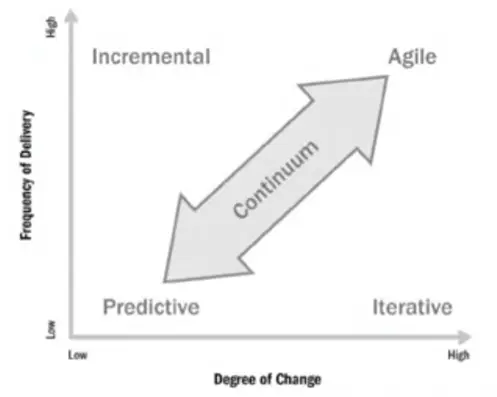 High
Incremental
Agile
Frequency of Delivery
Continuum
Predictive
Iterative
Low
Low
High
Degree of Change